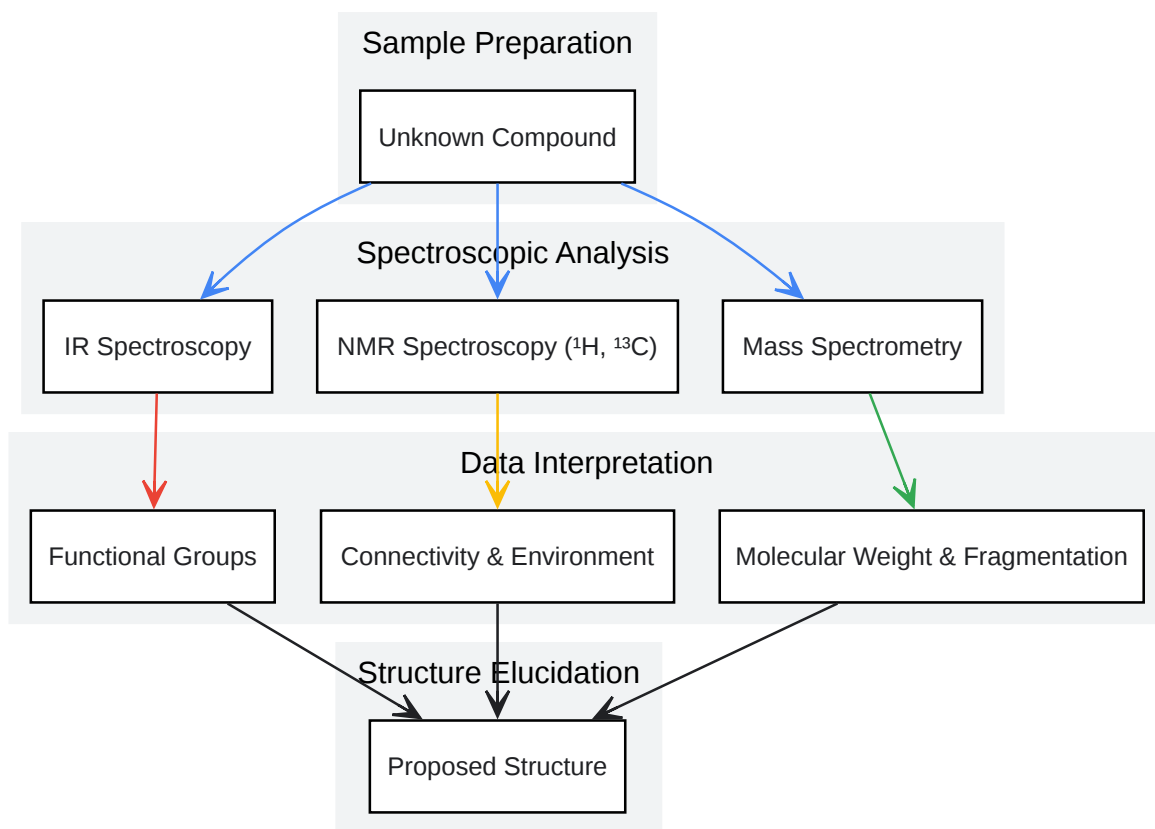 Sample Preparation
Unknown Compound
Spectroscopic Analysis
IR Spectroscopy
NMR Spectroscopy (¹H, ¹³C)
Mass Spectrometry
Data Interpretation
Functional Groups
Connectivity & Environment
Molecular Weight & Fragmentation
Structure Elucidation
Proposed Structure